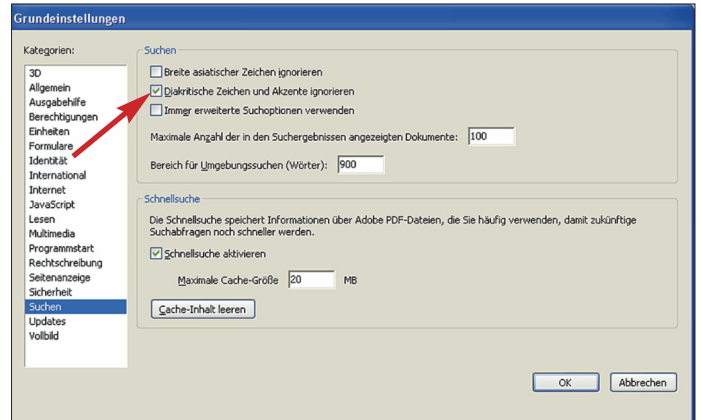 Grundeinstellungen
Kategorien:
3D
Allgemein
Ausgabehilfe
Berechtigungen
Einheiten
Formulare
Identität
International
Internet
JavaScript
Lesen
Multimedia
Programmstart
Rechtschreibung
Seitenanzeige
Sicherheit
Suchen
Updates
Vollbild
Suchen
Breite asiatischer Zeichen ignorieren
Diakritische Zeichen und Akzente ignorieren
Immer erweiterte Suchoptionen verwenden
Maximale Anzahl der in den Suchergebnissen angezeigten Dokumente: 100
Bereich für Umgebungssuchen (Wörter): 900
Schnellsuche
Die Schnellsuche speichert Informationen über Adobe PDF-Dateien, die Sie häufig verwenden, damit zukünftige
Suchabfragen noch schneller werden.
Schnellsuche aktivieren
Maximale Cache-Größe 20 MB
Cache-Inhalt leeren
OK Abbrechen